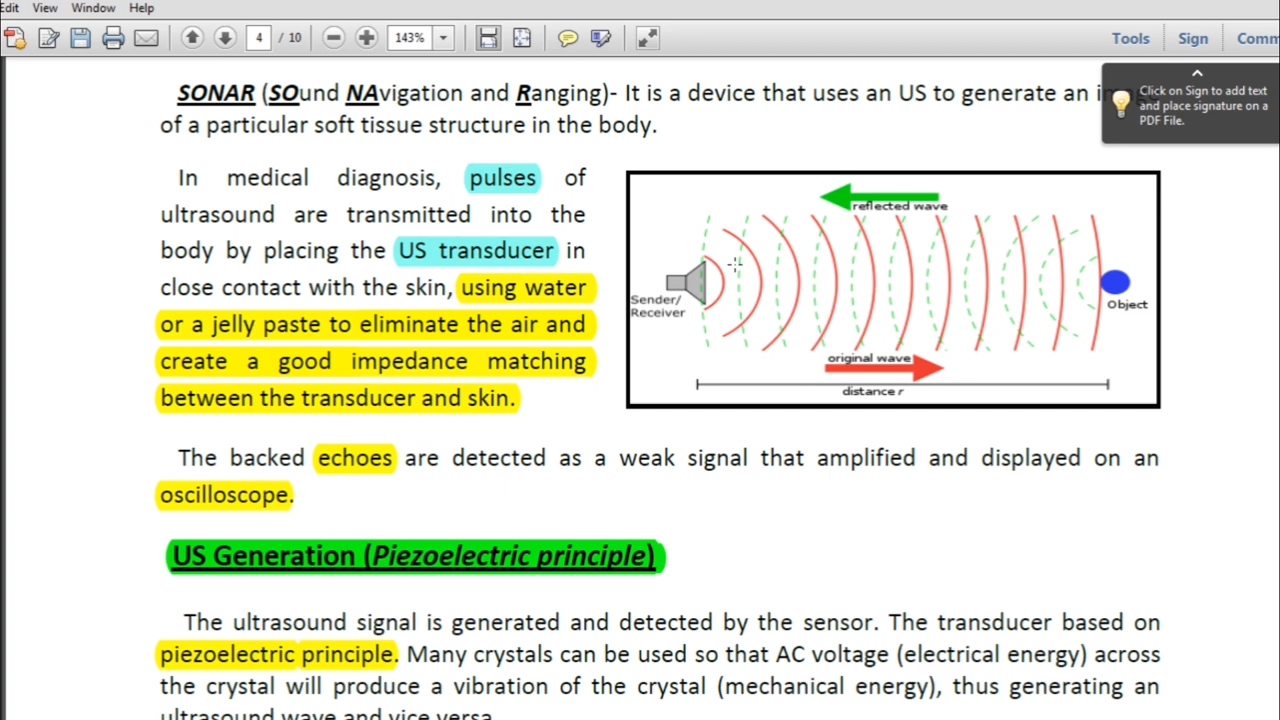 Edit View Window Help
4 / 10 143% Tools Sign Comm
Click on Sign to add text
and place signature on a
PDF File.
SONAR (SOund NAvigation and Ranging)- It is a device that uses an US to generate an
of a particular soft tissue structure in the body.
In medical diagnosis, pulses of
ultrasound are transmitted into the
body by placing the US transducer in
close contact with the skin, using water
or a jelly paste to eliminate the air and
create a good impedance matching
between the transducer and skin.
reflected wave
Sender/
Receiver
Object
original wave
distance r
The backed echoes are detected as a weak signal that amplified and displayed on an
oscilloscope.
US Generation (Piezoelectric principle)
The ultrasound signal is generated and detected by the sensor. The transducer based on
piezoelectric principle. Many crystals can be used so that AC voltage (electrical energy) across
the crystal will produce a vibration of the crystal (mechanical energy), thus generating an
ultrasound wave and vice versa